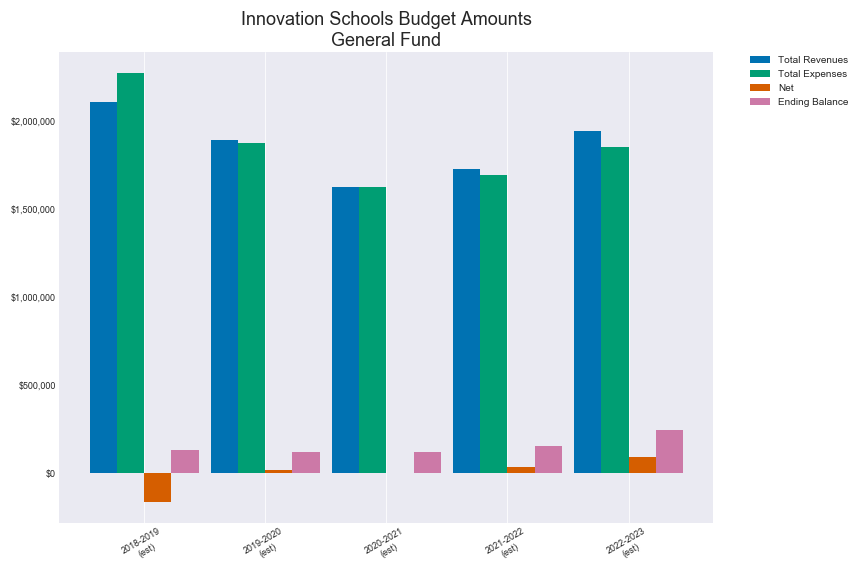 Innovation Schools Budget Amounts
General Fund
Total Revenues
Total Expenses
Net
Ending Balance
$2,000,000
$1,500,000
$1,000,000
$500,000
$0
2018-2019
(est)
2019-2020
(est)
2020-2021
(est)
2021-2022
(est)
2022-2023
(est)